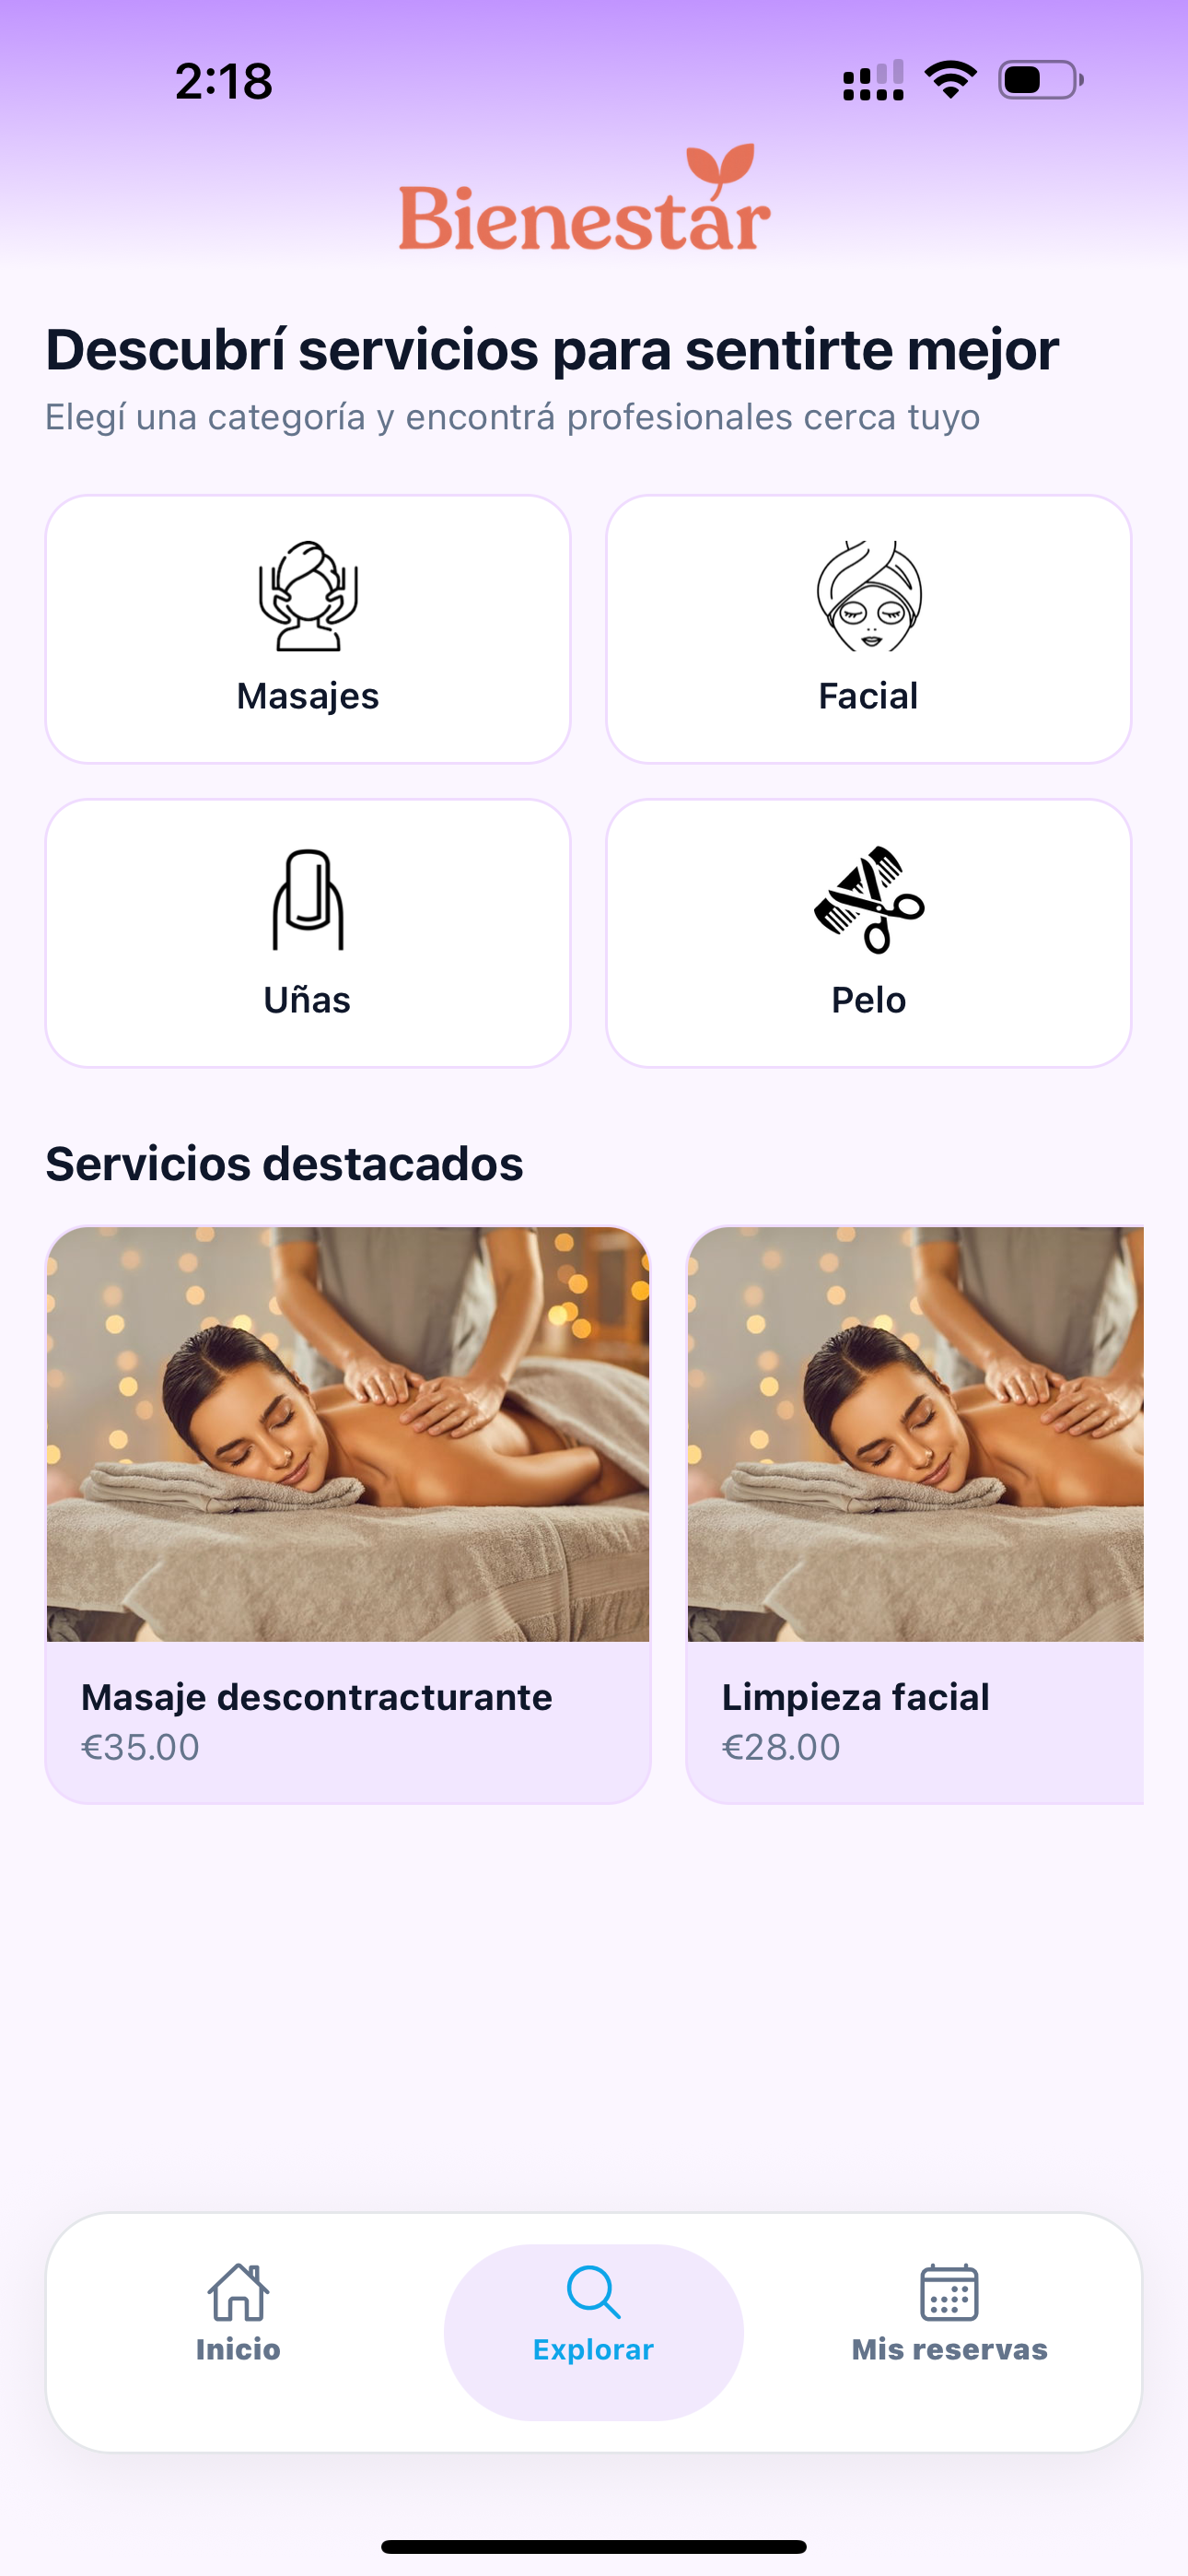 2:18
Bienestar
Descubrí servicios para sentirte mejor
Elegí una categoría y encontrá profesionales cerca tuyo
Masajes
Facial
Uñas
Pelo
Servicios destacados
Masaje descontracturante
€35.00
Limpieza facial
€28.00
Inicio
Explorar
Mis reservas